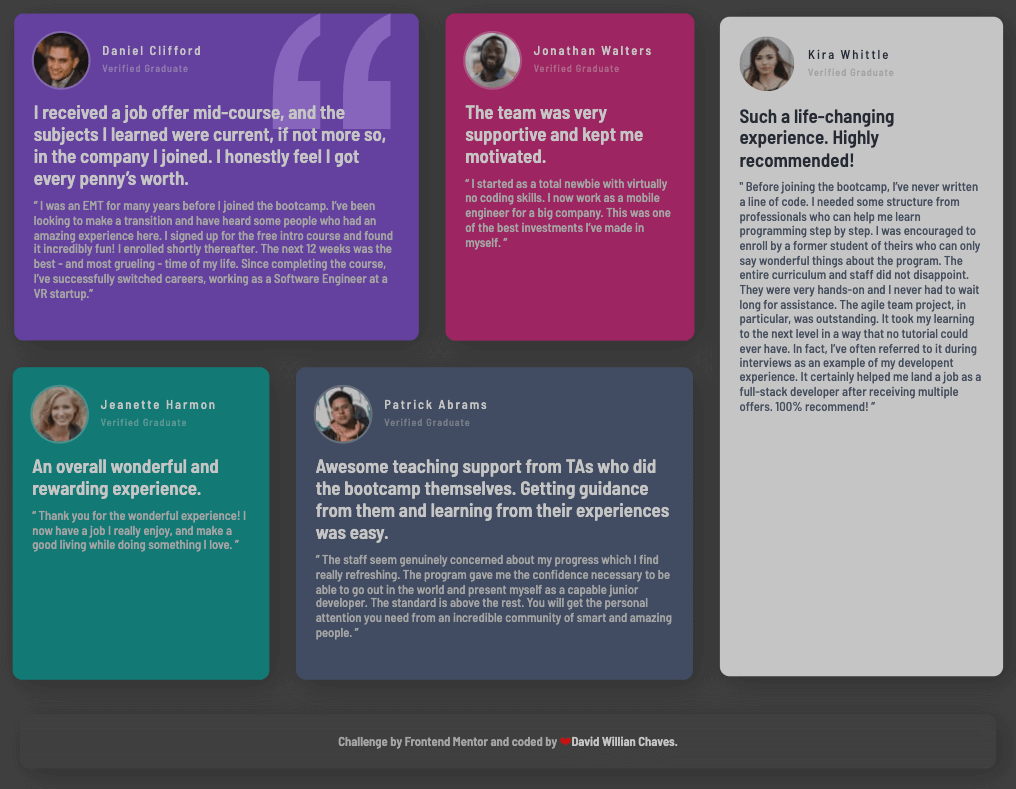 Daniel Clifford
Verified Graduate
I received a job offer mid-course, and the
subjects I learned were current, if not more so,
in the company I joined. I honestly feel I got
every penny’s worth.
“ I was an EMT for many years before I joined the bootcamp. I’ve been
looking to make a transition and have heard some people who had an
amazing experience here. I signed up for the free intro course and found
it incredibly fun! I enrolled shortly thereafter. The next 12 weeks was the
best - and most grueling - time of my life. Since completing the course,
I’ve successfully switched careers, working as a Software Engineer at a
VR startup.”
Jonathan Walters
Verified Graduate
The team was very
supportive and kept me
motivated.
“ I started as a total newbie with virtually
no coding skills. I now work as a mobile
engineer for a big company. This was one
of the best investments I’ve made in
myself. ”
Kira Whittle
Verified Graduate
Such a life-changing
experience. Highly
recommended!
" Before joining the bootcamp, I’ve never written
a line of code. I needed some structure from
professionals who can help me learn
programming step by step. I was encouraged to
enroll by a former student of theirs who can only
say wonderful things about the program. The
entire curriculum and staff did not disappoint.
They were very hands-on and I never had to wait
long for assistance. The agile team project, in
particular, was outstanding. It took my learning
to the next level in a way that no tutorial could
ever have. In fact, I’ve often referred to it during
interviews as an example of my developent
experience. It certainly helped me land a job as a
full-stack developer after receiving multiple
offers. 100% recommend! ”
Jeanette Harmon
Verified Graduate
An overall wonderful and
rewarding experience.
“ Thank you for the wonderful experience! I
now have a job I really enjoy, and make a
good living while doing something I love. ”
Patrick Abrams
Verified Graduate
Awesome teaching support from TAs who did
the bootcamp themselves. Getting guidance
from them and learning from their experiences
was easy.
“ The staff seem genuinely concerned about my progress which I find
really refreshing. The program gave me the confidence necessary to be
able to go out in the world and present myself as a capable junior
developer. The standard is above the rest. You will get the personal
attention you need from an incredible community of smart and amazing
people. ”
Challenge by Frontend Mentor and coded by ❤David Willian Chaves.